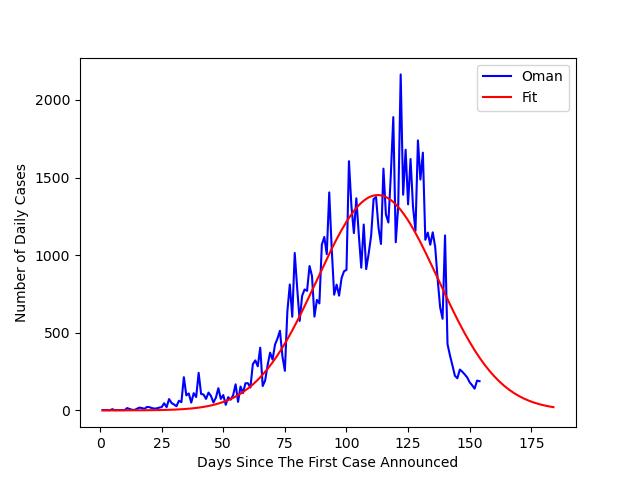 Oman
Fit
2000
1500
1000
500
0
Number of Daily Cases
0 25 50 75 100 125 150 175
Days Since The First Case Announced